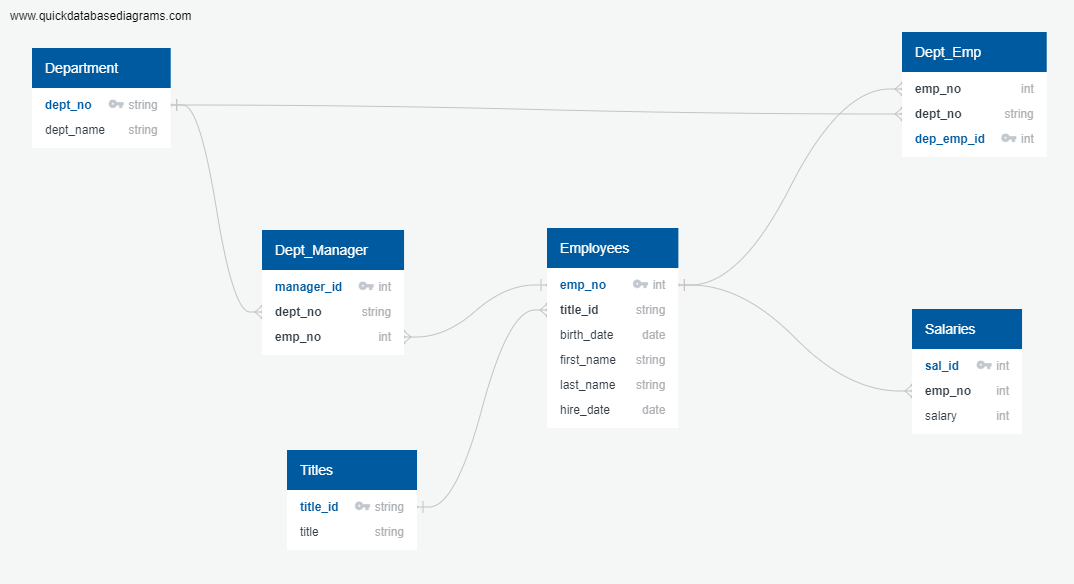 www.quickdatabasediagrams.com
Department
dept_no string
dept_name string
Dept_Emp
emp_no int
dept_no string
dep_emp_id int
Dept_Manager
manager_id int
dept_no string
emp_no int
Employees
emp_no int
title_id string
birth_date date
first_name string
last_name string
hire_date date
Salaries
sal_id int
emp_no int
salary int
Titles
title_id string
title string